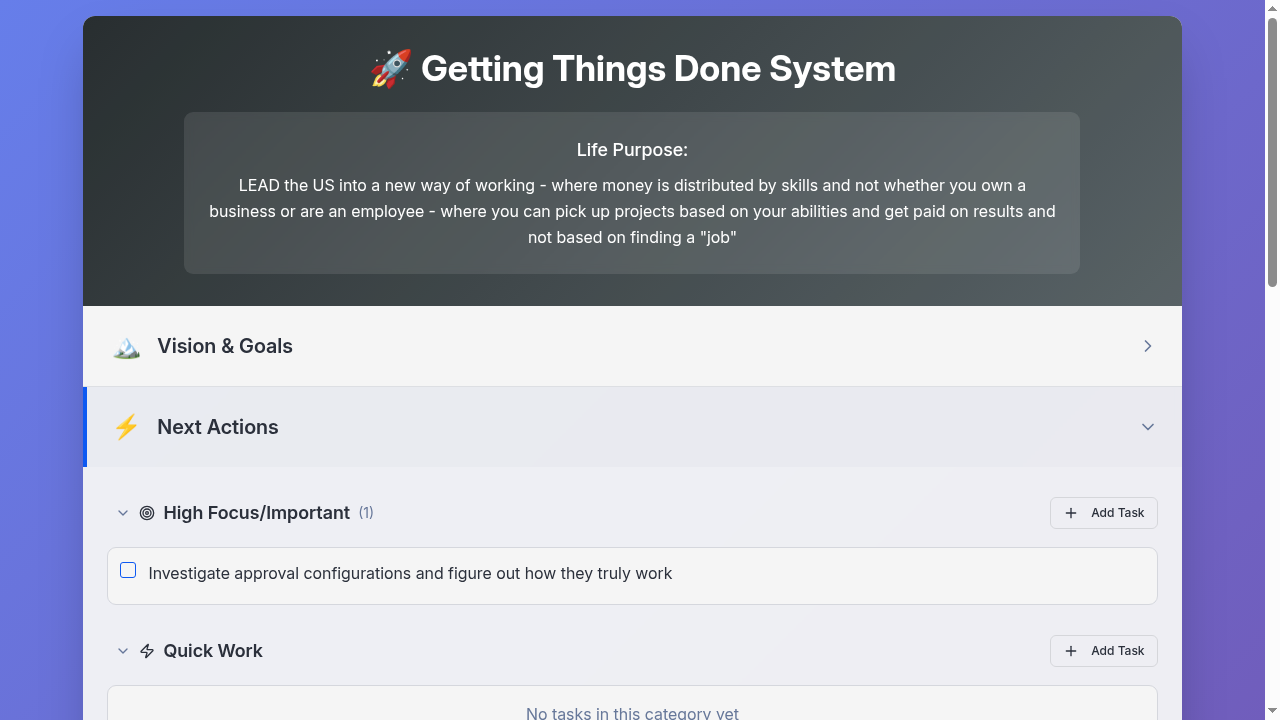 🚀 Getting Things Done System
Life Purpose:
LEAD the US into a new way of working - where money is distributed by skills and not whether you own a
business or are an employee - where you can pick up projects based on your abilities and get paid on results and
not based on finding a "job"
Vision & Goals
Next Actions
High Focus/Important (1)
Add Task
Investigate approval configurations and figure out how they truly work
Quick Work
Add Task
No tasks in this category yet